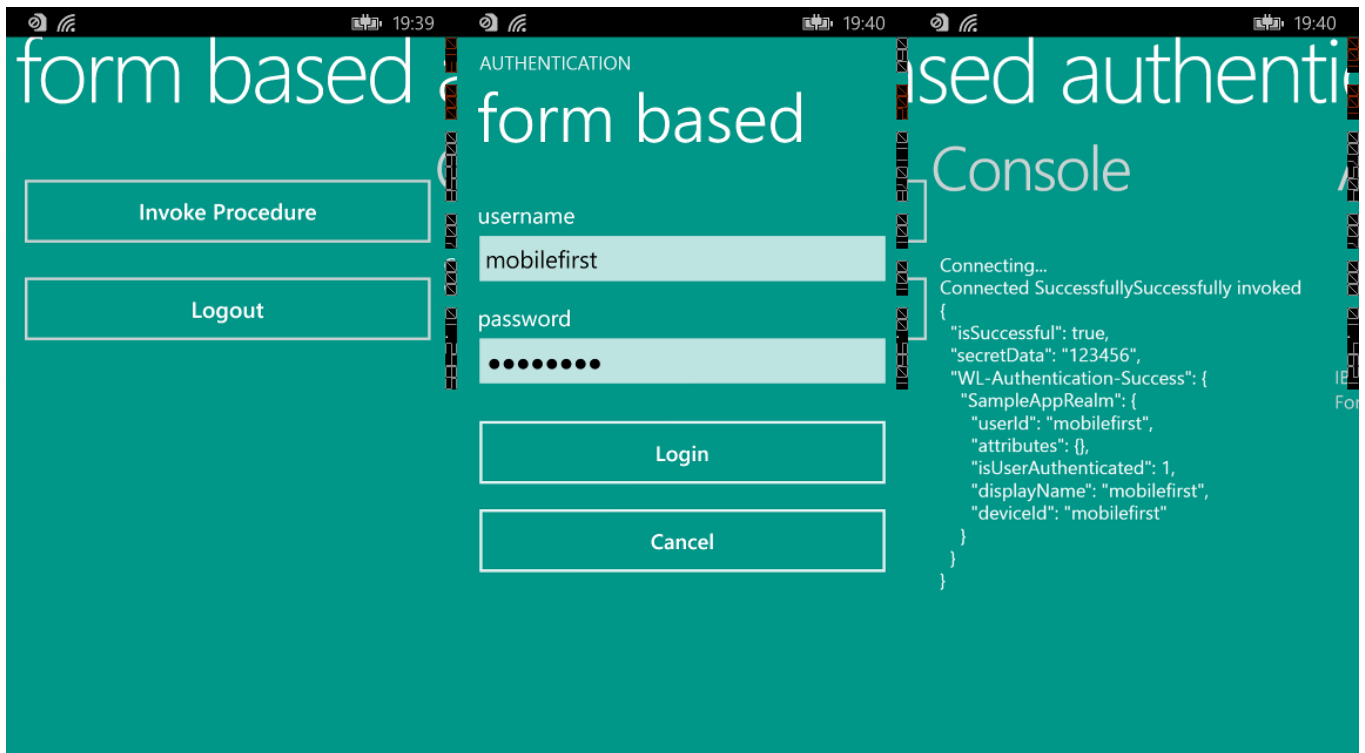 19:39
form based
Invoke Procedure
Logout
19:40
AUTHENTICATION
form based
username
mobilefirst
password
●●●●●●●●
Login
Cancel
19:40
sed authenti
Console
Connecting...
Connected SuccessfullySuccessfully invoked
{
"isSuccessful": true,
"secretData": "123456",
"WL-Authentication-Success": {
"SampleAppRealm": {
"userId": "mobilefirst",
"attributes": {},
"isUserAuthenticated": 1,
"displayName": "mobilefirst",
"deviceId": "mobilefirst"
}
}
}
For